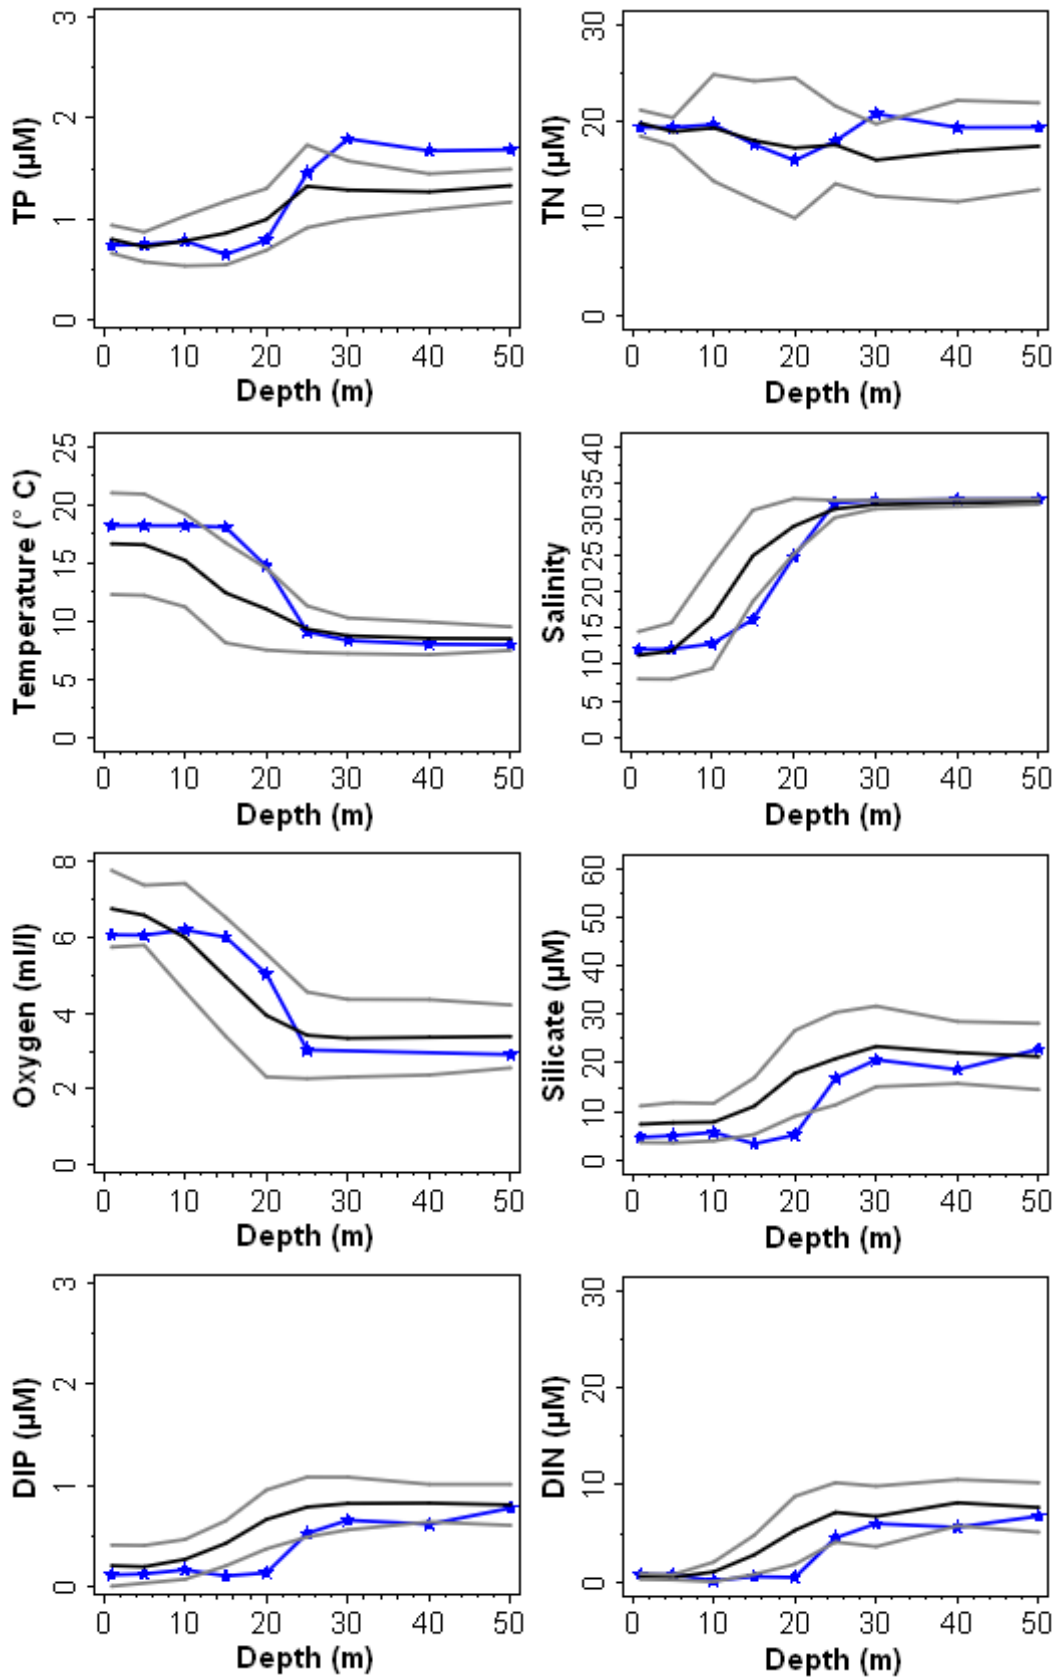 TP (µM)
0 1 2 3
0 10 20 30 40 50
Depth (m)
TN (µM)
0 10 20 30
0 10 20 30 40 50
Depth (m)
Temperature (° C)
0 5 10 15 20 25
0 10 20 30 40 50
Depth (m)
Salinity
0 5 10 15 20 25 30 35 40
0 10 20 30 40 50
Depth (m)
Oxygen (ml/l)
0 2 4 6 8
0 10 20 30 40 50
Depth (m)
Silicate (µM)
0 10 20 30 40 50 60
0 10 20 30 40 50
Depth (m)
DIP (µM)
0 1 2 3
0 10 20 30 40 50
Depth (m)
DIN (µM)
0 10 20 30
0 10 20 30 40 50
Depth (m)